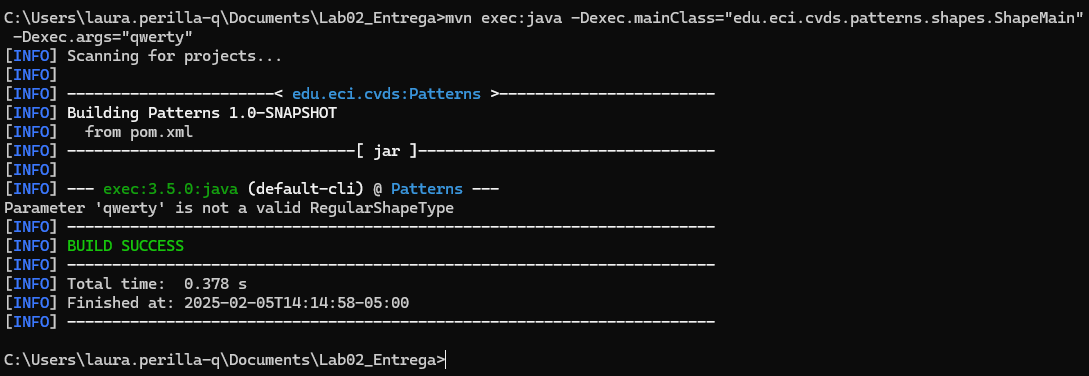 C:\Users\laura.perilla-q\Documents\Lab02_Entrega>mvn exec:java -Dexec.mainClass="edu.eci.cvds.patterns.shapes.ShapeMain"
 -Dexec.args="qwerty"
[INFO] Scanning for projects...
[INFO]
[INFO] -----------------------< edu.eci.cvds:Patterns >------------------------
[INFO] Building Patterns 1.0-SNAPSHOT
[INFO]   from pom.xml
[INFO] --------------------------------[ jar ]---------------------------------
[INFO]
[INFO] --- exec:3.5.0:java (default-cli) @ Patterns ---
Parameter 'qwerty' is not a valid RegularShapeType
[INFO] ------------------------------------------------------------------------
[INFO] BUILD SUCCESS
[INFO] ------------------------------------------------------------------------
[INFO] Total time:  0.378 s
[INFO] Finished at: 2025-02-05T14:14:58-05:00
[INFO] ------------------------------------------------------------------------
C:\Users\laura.perilla-q\Documents\Lab02_Entrega>